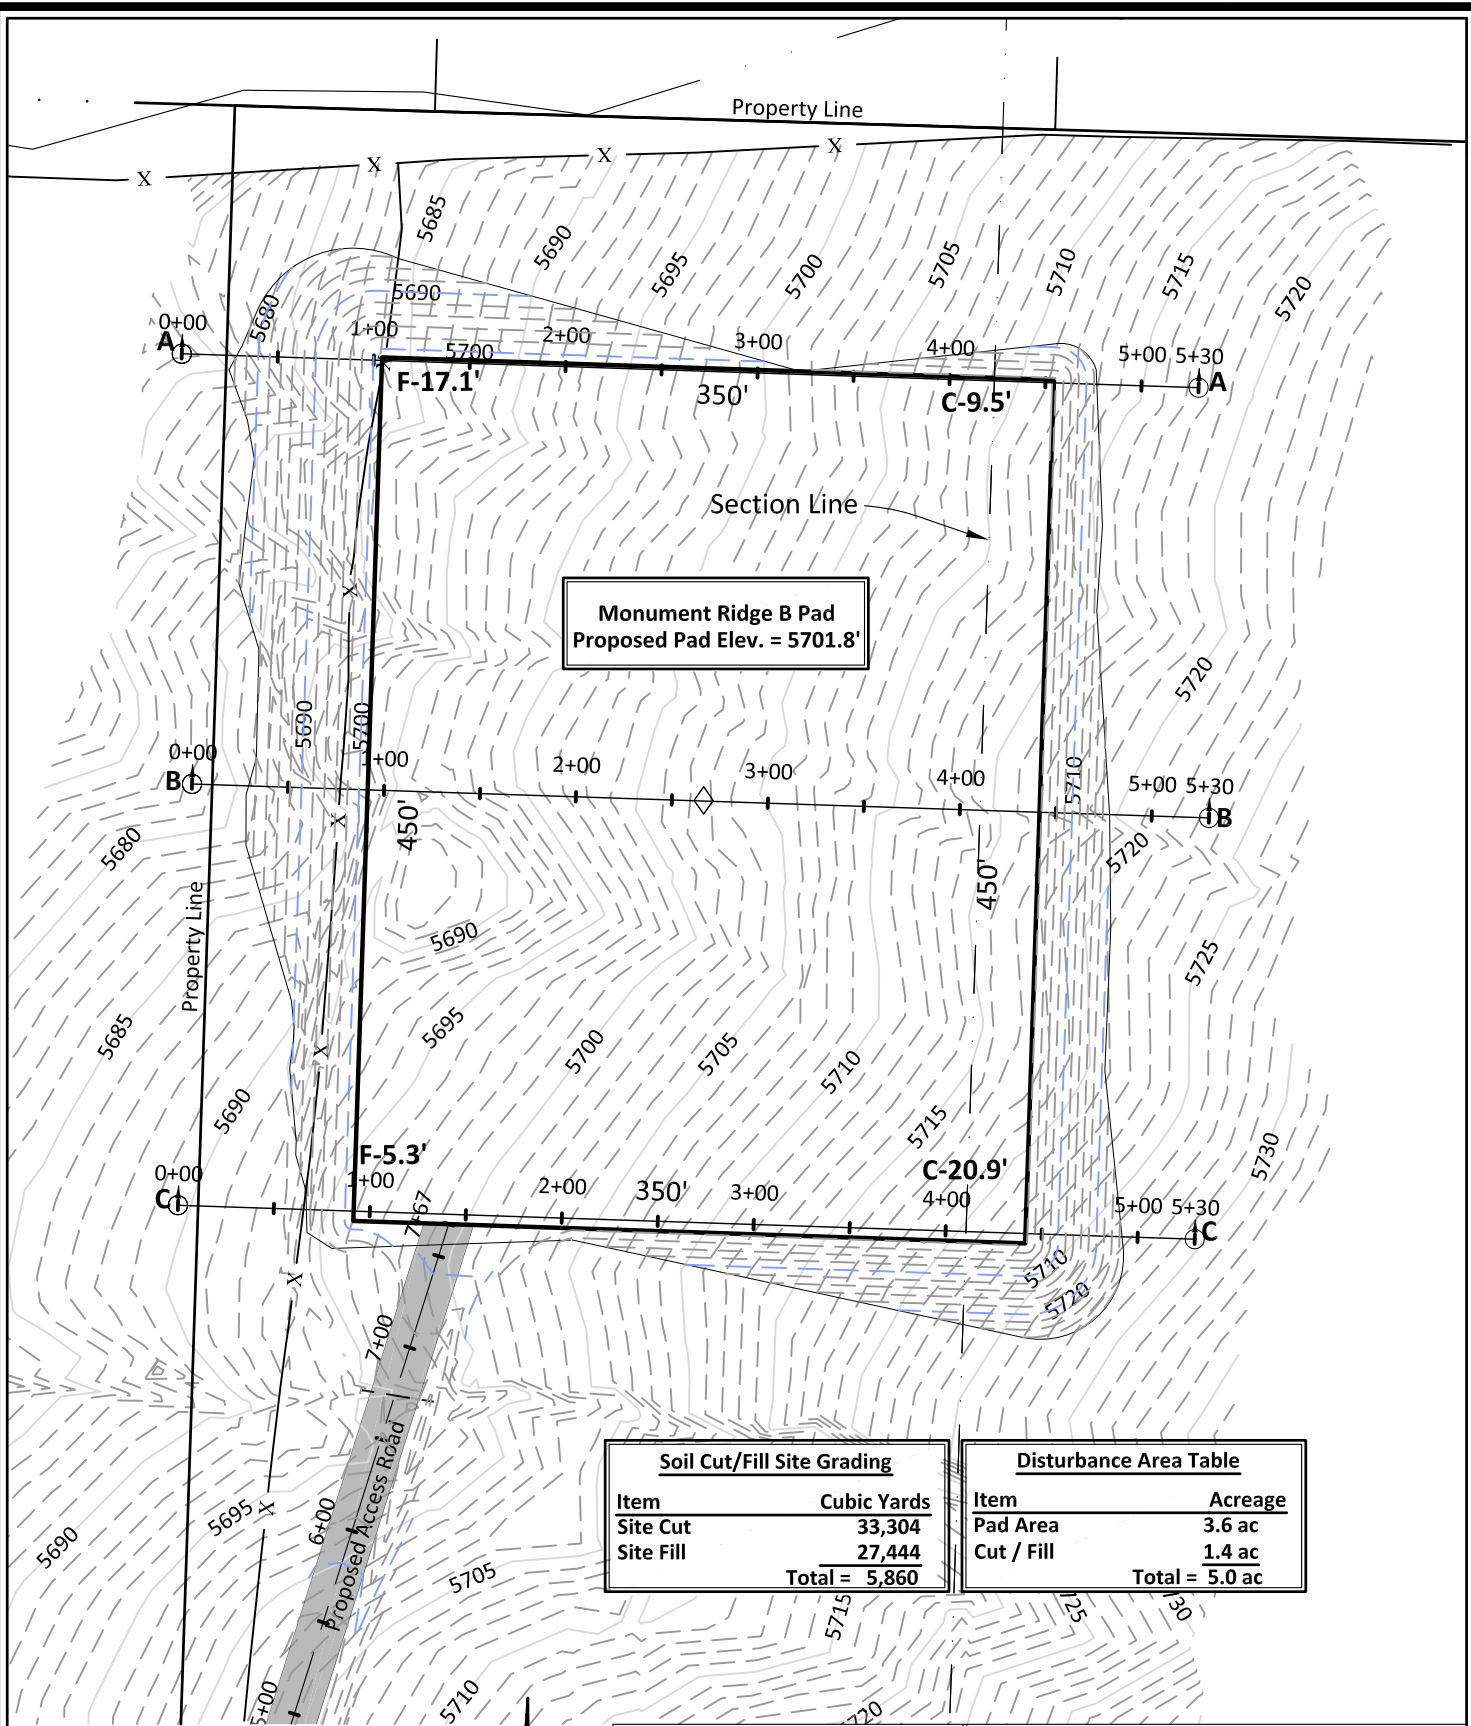 Property Line
X
X
X
X
5685
5690
5695
5700
5705
5710
5715
5720
5680
5690
0+00
1+00
2+00
3+00
4+00
5+00
5+30
A
A
5700
F-17.1'
350'
C-9.5'
Section Line
X
Monument Ridge B Pad
Proposed Pad Elev. = 5701.8'
5720
5690
5700
0+00
1+00
2+00
3+00
4+00
5710
5+00
5+30
B
B
X
450'
450'
5680
5720
Property Line
5690
5725
5685
5695
5700
5705
5710
X
5690
5715
5730
F-5.3'
C-20.9'
0+00
1+00
2+00
350'
3+00
4+00
5+00
5+30
C
C
7+67
5710
5720
X
7+00
Proposed Access Road
6+00
X
5695
5690
5705
5+00
5710
Soil Cut/Fill Site Grading
Item Cubic Yards
Site Cut 33,304
Site Fill 27,444
Total = 5,860
Disturbance Area Table
Item Acreage
Pad Area 3.6 ac
Cut / Fill 1.4 ac
Total = 5.0 ac
5715
725
730
720